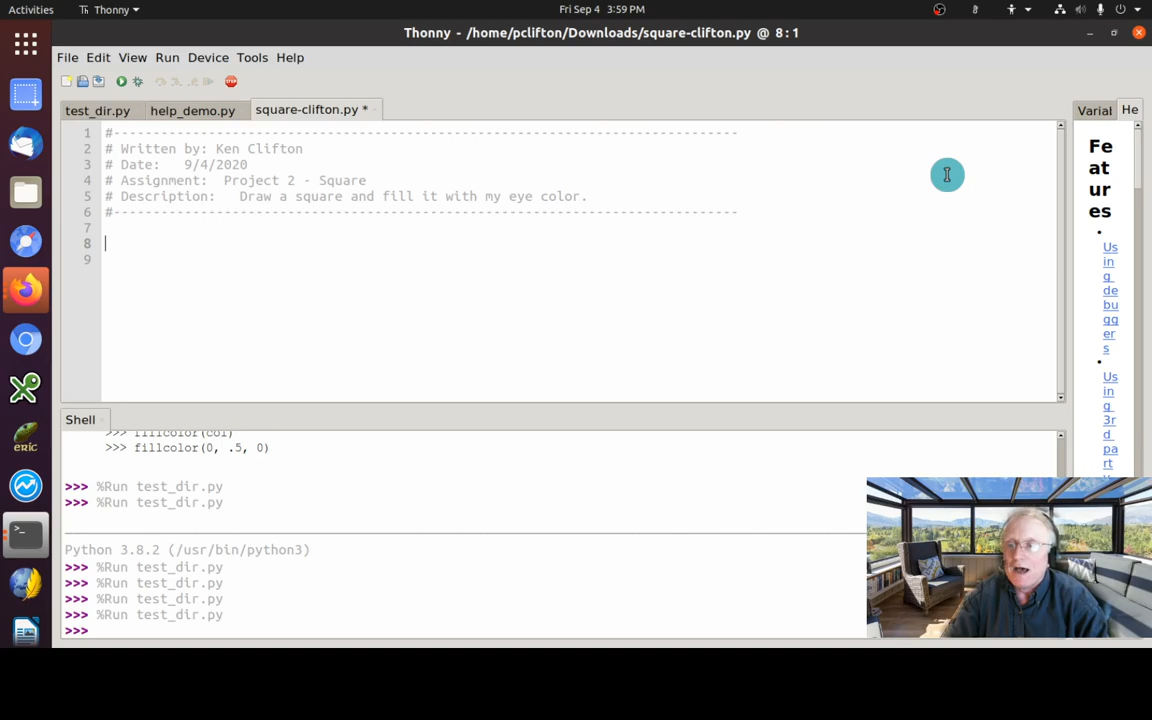 Activities
Thonny
Fri Sep 4 3:59 PM
Thonny - /home/pclifton/Downloads/square-clifton.py @ 8:1
File Edit View Run Device Tools Help
test_dir.py
help_demo.py
square-clifton.py *
Varial
He
1 #-------------------------------------------------------------------------------
2 # Written by: Ken Clifton
3 # Date: 9/4/2020
4 # Assignment: Project 2 - Square
5 # Description: Draw a square and fill it with my eye color.
6 #-------------------------------------------------------------------------------
7
8
9
Fe
at
ur
es
Us
in
g
de
bu
gg
er
s
Us
in
g
3r
d
pa
rt
Shell
>>> fillcolor(col)
>>> fillcolor(0, .5, 0)
>>> %Run test_dir.py
>>> %Run test_dir.py
Python 3.8.2 (/usr/bin/python3)
>>> %Run test_dir.py
>>> %Run test_dir.py
>>> %Run test_dir.py
>>> %Run test_dir.py
>>>
STOP
eric